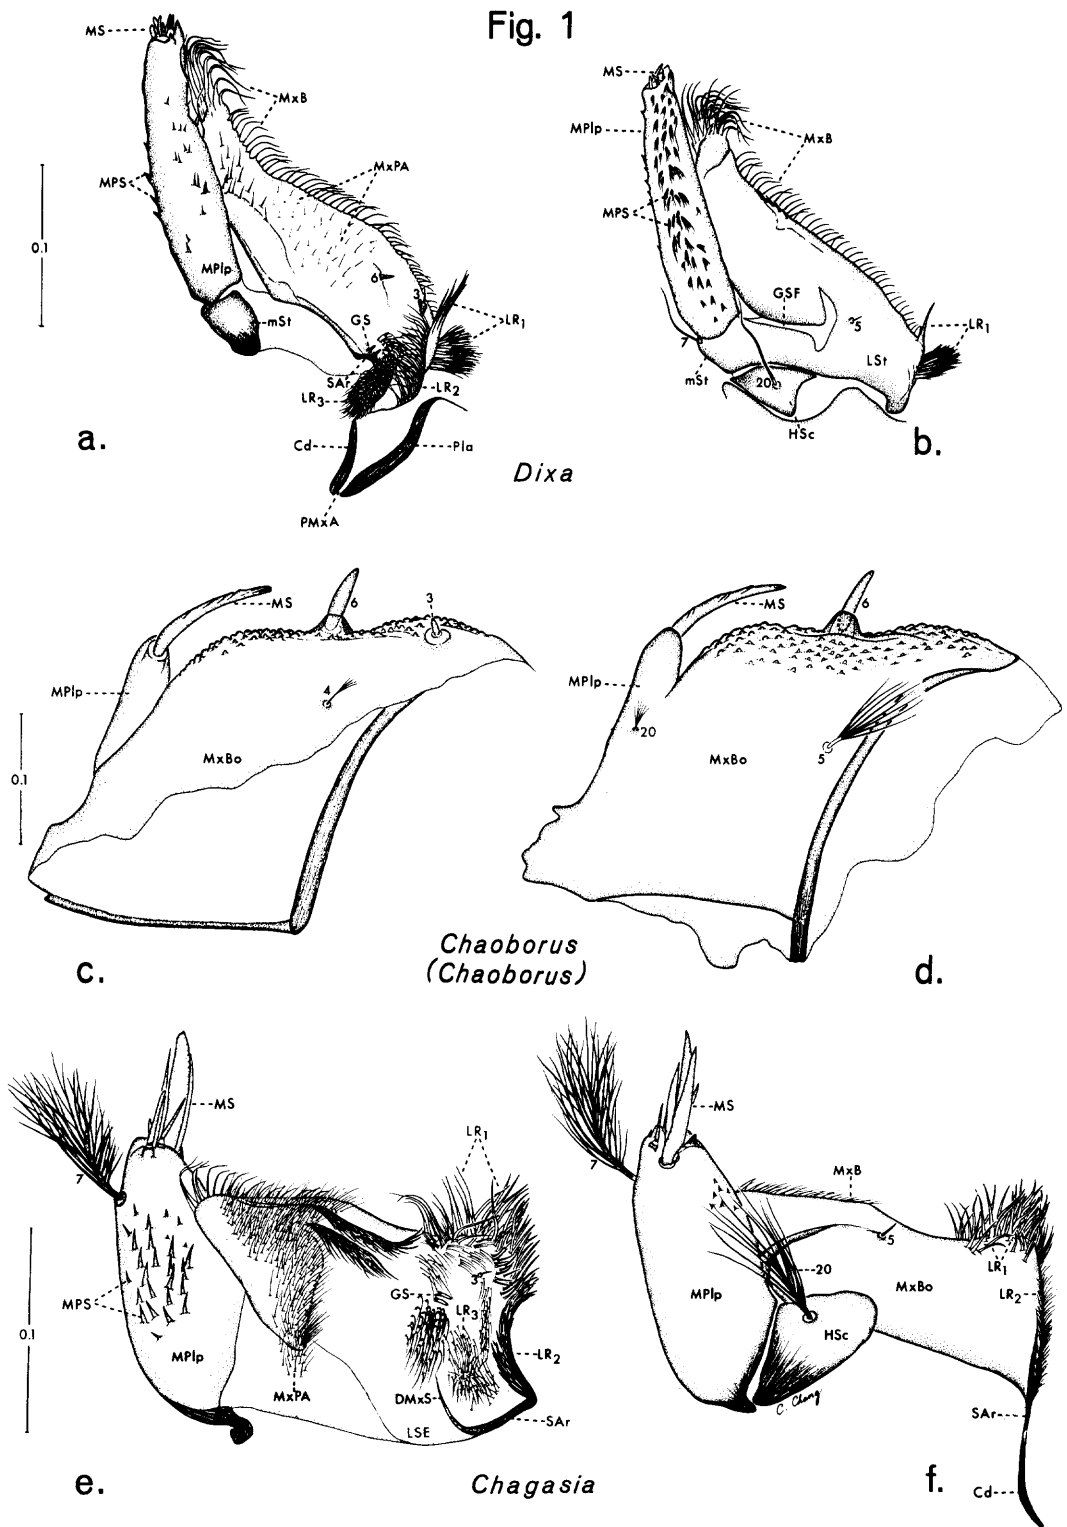 Fig. 1
MS
MxB
MxPA
MPS
0.1
MPlp
6
3
mSt
GS
LR1
SAr
LR3
LR2
Cd
Pla
PMxA
a.
MS
MPlp
MxB
MPS
GSF
5
LR1
7
LSt
mSt
20
HSc
b.
Dixa
MS
6
3
MPlp
4
0.1
MxBo
c.
MS
6
MPlp
20
MxBo
5
d.
Chaoborus
(Chaoborus)
MS
7
LR1
3
GS
LR3
MPS
0.1
MPlp
LR2
MxPA
DMxS
SAr
LSE
e.
MS
7
MxB
5
20
LR1
MxBo
LR2
MPlp
HSc
C. Chang
SAr
Cd
f.
Chagasia